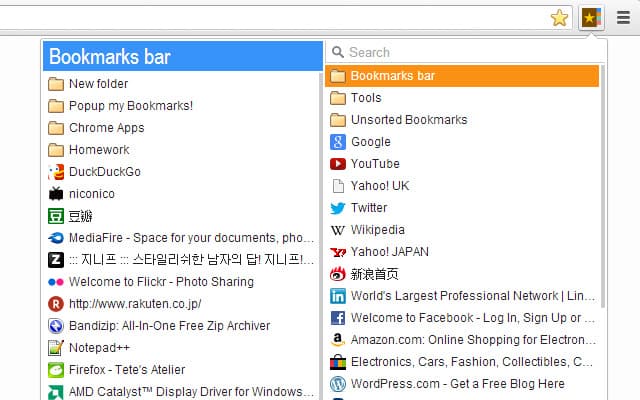 Bookmarks bar
New folder
Popup my Bookmarks!
Chrome Apps
Homework
DuckDuckGo
niconico
豆瓣
MediaFire - Space for your documents, pho...
::: 지니프 ::: 스타일리쉬한 남자의 답! 지니프!...
Welcome to Flickr - Photo Sharing
http://www.rakuten.co.jp/
Bandizip: All-In-One Free Zip Archiver
Notepad++
Firefox - Tete's Atelier
AMD Catalyst™ Display Driver for Windows...
Search
Bookmarks bar
Tools
Unsorted Bookmarks
Google
YouTube
Yahoo! UK
Twitter
Wikipedia
Yahoo! JAPAN
新浪首页
World's Largest Professional Network | Lin...
Welcome to Facebook - Log In, Sign Up or ...
Amazon.com: Online Shopping for Electron...
Electronics, Cars, Fashion, Collectibles, C...
WordPress.com - Get a Free Blog Here